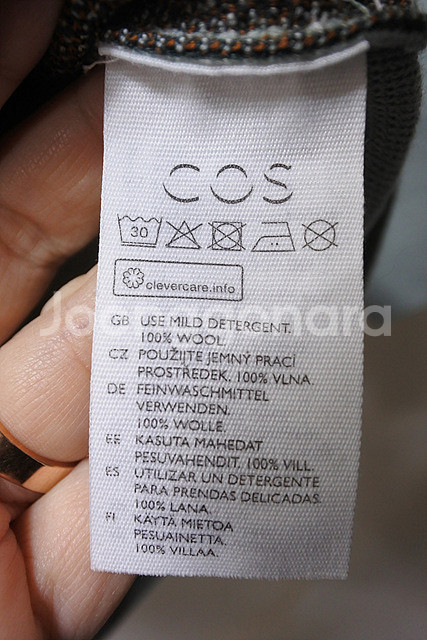 COS
30
clevercare.info
GB USE MILD DETERGENT.
100% WOOL.
CZ POUŽIJTE JEMNÝ PRACÍ
PROSTŘEDEK. 100% VLNA.
DE FEINWASCHMITTEL
VERWENDEN.
100% WOLLE.
EE KASUTA MAHEDAT
PESUVAHENDIT. 100% VILL.
ES UTILIZAR UN DETERGENTE
PARA PRENDAS DELICADAS.
100% LANA.
FI KÄYTÄ MIETOA
PESUAINETTA.
100% VILLAA.